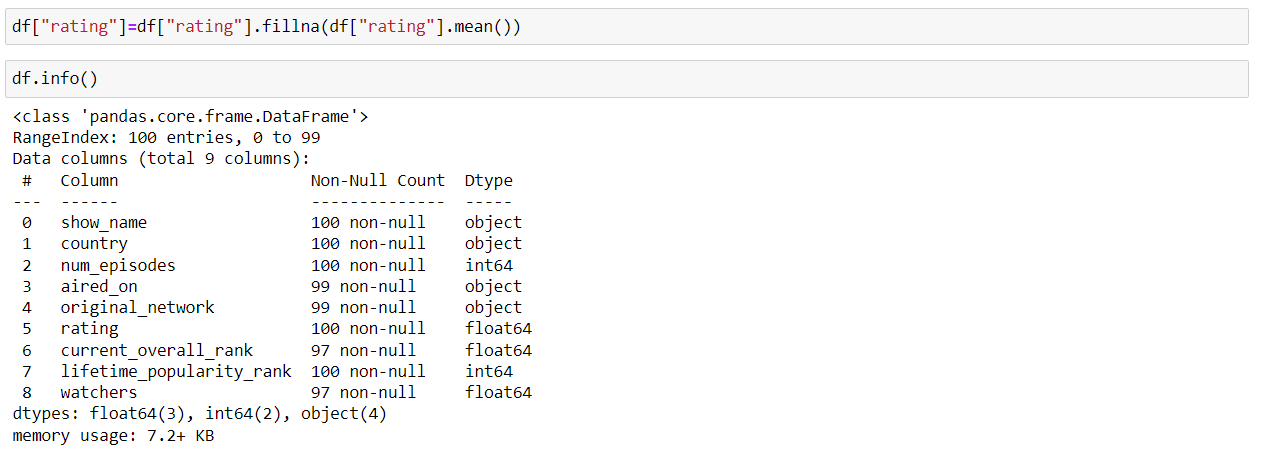 df["rating"]=df["rating"].fillna(df["rating"].mean())
df.info()
<class 'pandas.core.frame.DataFrame'>
RangeIndex: 100 entries, 0 to 99
Data columns (total 9 columns):
 #   Column                    Non-Null Count  Dtype
---  ------                    --------------  -----
 0   show_name                 100 non-null    object
 1   country                   100 non-null    object
 2   num_episodes              100 non-null    int64
 3   aired_on                  99 non-null     object
 4   original_network          99 non-null     object
 5   rating                    100 non-null    float64
 6   current_overall_rank      97 non-null     float64
 7   lifetime_popularity_rank  100 non-null    int64
 8   watchers                  97 non-null     float64
dtypes: float64(3), int64(2), object(4)
memory usage: 7.2+ KB